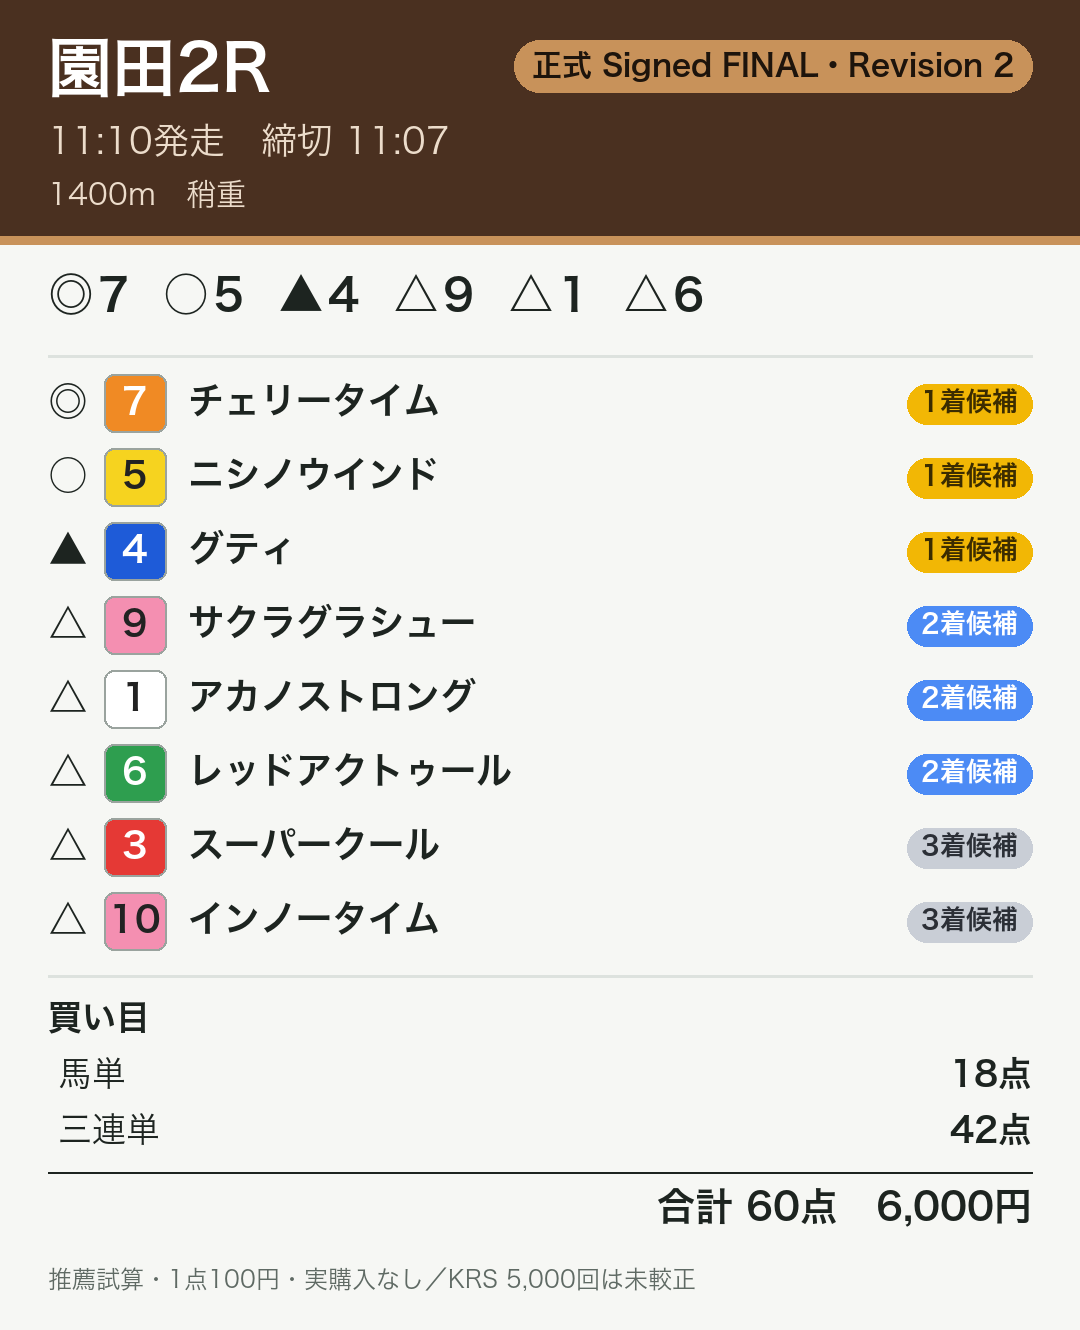 園田2R
正式 Signed FINAL・Revision 2
11:10発走　締切 11:07
1400m　稍重
◎7 ○5 ▲4 △9 △1 △6
◎ 7 チェリータイム 1着候補
○ 5 ニシノウインド 1着候補
▲ 4 グティ 1着候補
△ 9 サクラグラシュー 2着候補
△ 1 アカノストロング 2着候補
△ 6 レッドアクトゥール 2着候補
△ 3 スーパークール 3着候補
△ 10 インノータイム 3着候補
買い目
馬単 18点
三連単 42点
合計 60点　6,000円
推薦試算・1点100円・実購入なし／KRS 5,000回は未較正